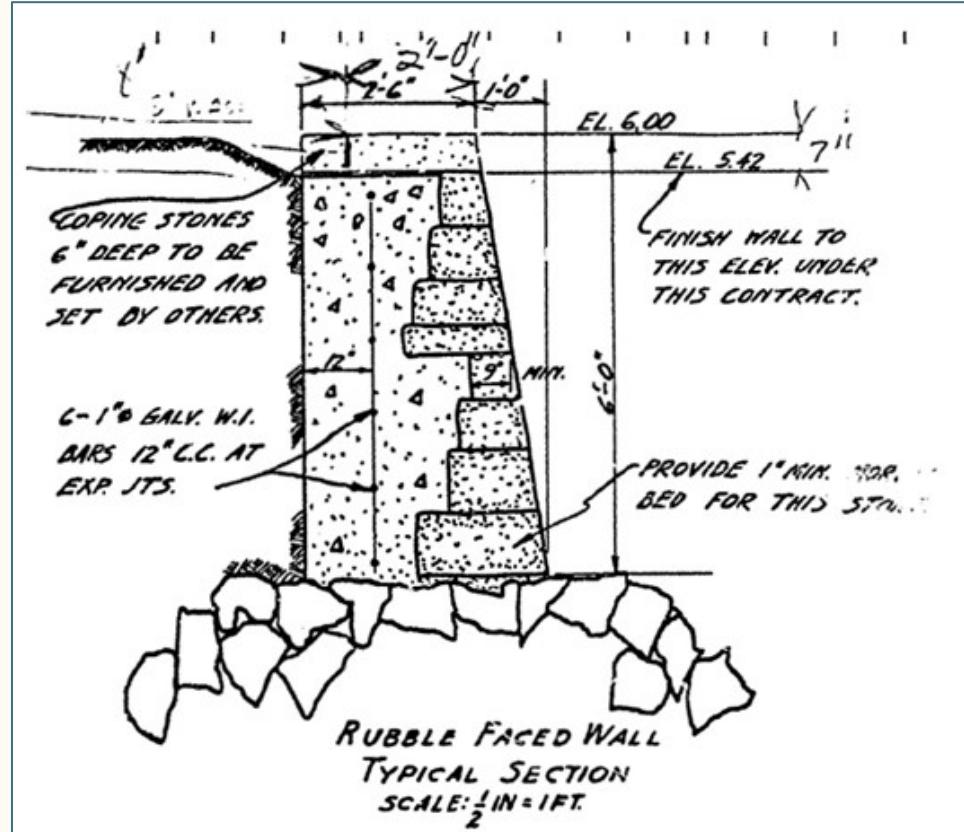 2'-0"
2'-6"
1'-0"
EL. 6.00
7"
EL. 5.42
COPING STONES
6" DEEP TO BE
FURNISHED AND
SET BY OTHERS.
FINISH WALL TO
THIS ELEV. UNDER
THIS CONTRACT.
12"
9" MIN.
6'-0"
6-1"ø GALV. W.I.
BARS 12" C.C. AT
EXP. JTS.
PROVIDE 1" MIN.
BED FOR THIS
RUBBLE FACED WALL
TYPICAL SECTION
SCALE: 1/2 IN = 1 FT.